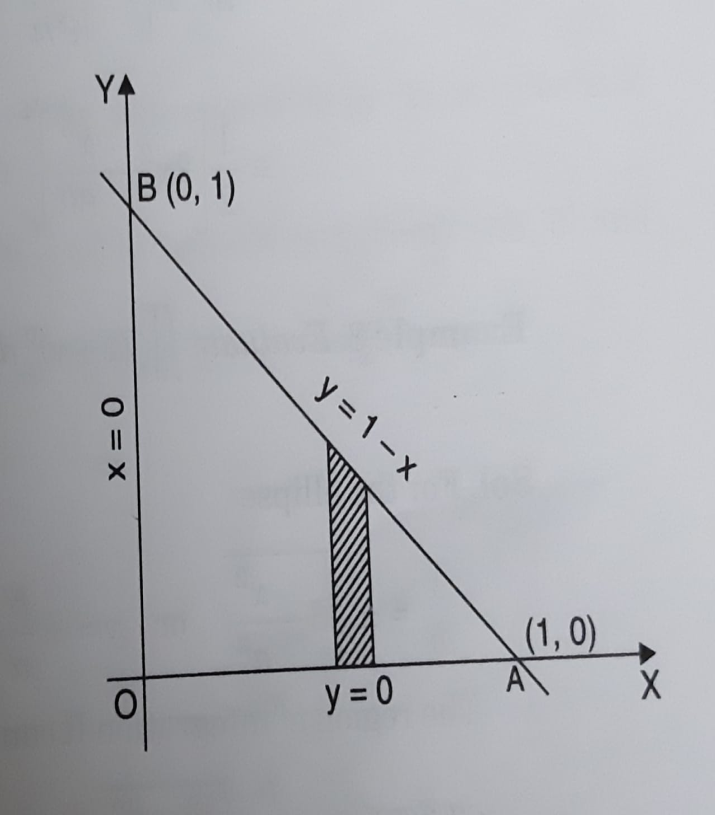 Y
B (0, 1)
y = 1 – x
x = 0
(1, 0)
O
y = 0
A
X